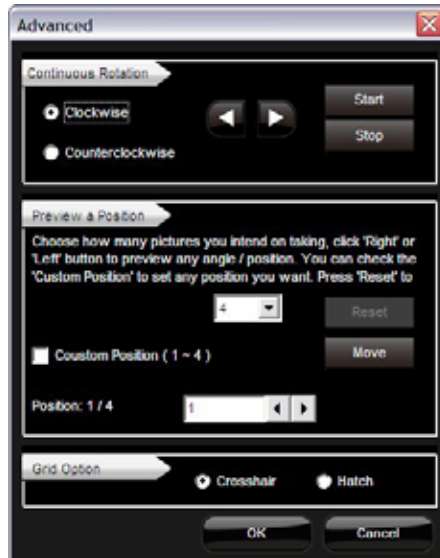 Advanced
Continuous Rotation
Clockwise
Start
Stop
Counterclockwise
Preview a Position
Choose how many pictures you intend on taking, click 'Right' or
'Left' button to preview any angle / position. You can check the
'Custom Position' to set any position you want. Press 'Reset' to
4
Reset
Coustom Position ( 1 ~ 4 )
Move
Position: 1 / 4
1
Grid Option
Crosshair
Hatch
OK
Cancel